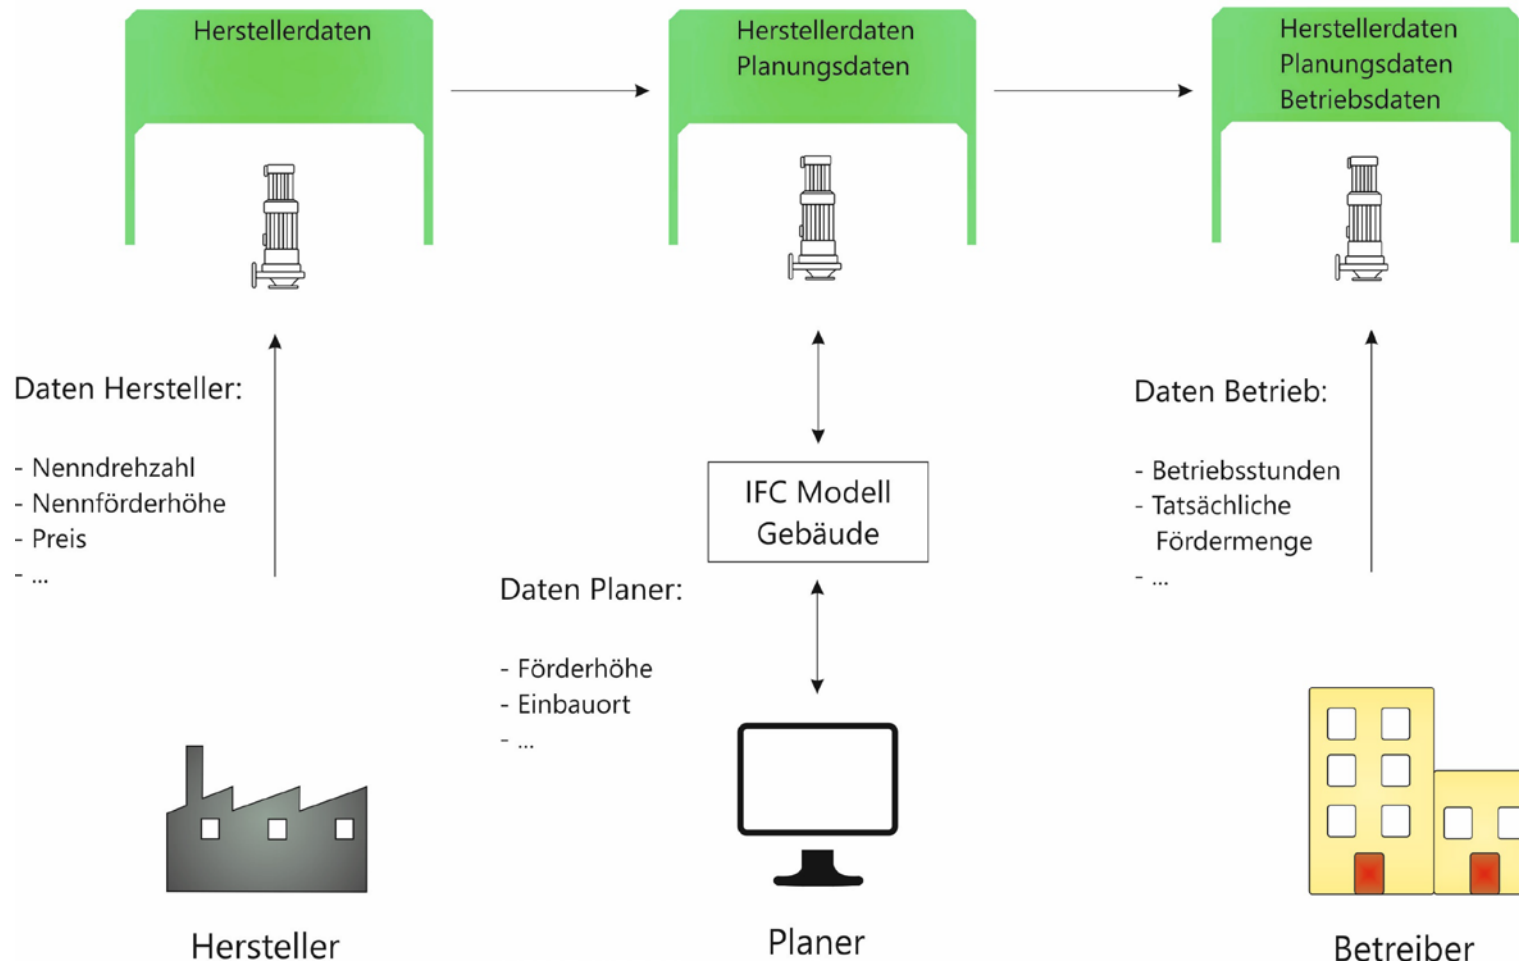 Herstellerdaten
Herstellerdaten
Planungsdaten
Herstellerdaten
Planungsdaten
Betriebsdaten
Daten Hersteller:
- Nenndrehzahl
- Nennförderhöhe
- Preis
- ...
IFC Modell
Gebäude
Daten Planer:
- Förderhöhe
- Einbauort
- ...
Daten Betrieb:
- Betriebsstunden
- Tatsächliche
Fördermenge
- ...
Hersteller
Planer
Betreiber